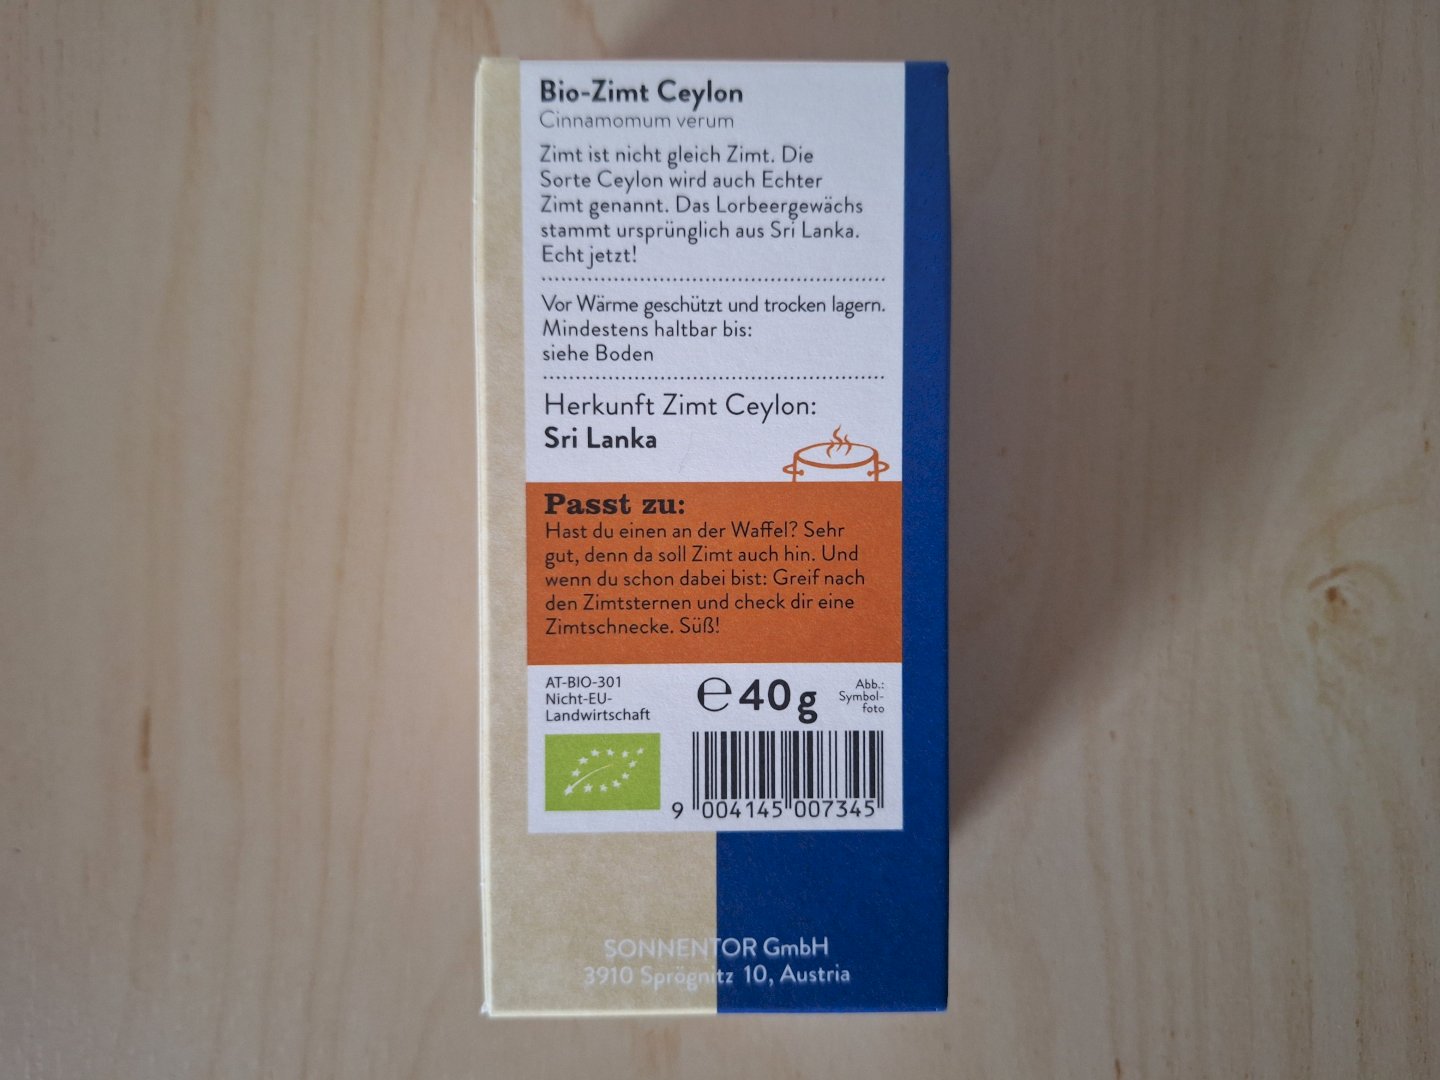 Bio-Zimt Ceylon
Cinnamomum verum
Zimt ist nicht gleich Zimt. Die
Sorte Ceylon wird auch Echter
Zimt genannt. Das Lorbeergewächs
stammt ursprünglich aus Sri Lanka.
Echt jetzt!
Vor Wärme geschützt und trocken lagern.
Mindestens haltbar bis:
siehe Boden
Herkunft Zimt Ceylon:
Sri Lanka
Passt zu:
Hast du einen an der Waffel? Sehr
gut, denn da soll Zimt auch hin. Und
wenn du schon dabei bist: Greif nach
den Zimtsternen und check dir eine
Zimtschnecke. Süß!
AT-BIO-301
Nicht-EU-
Landwirtschaft
℮ 40 g
Abb.:
Symbol-
foto
9 004145 007345
SONNENTOR GmbH
3910 Sprögnitz 10, Austria